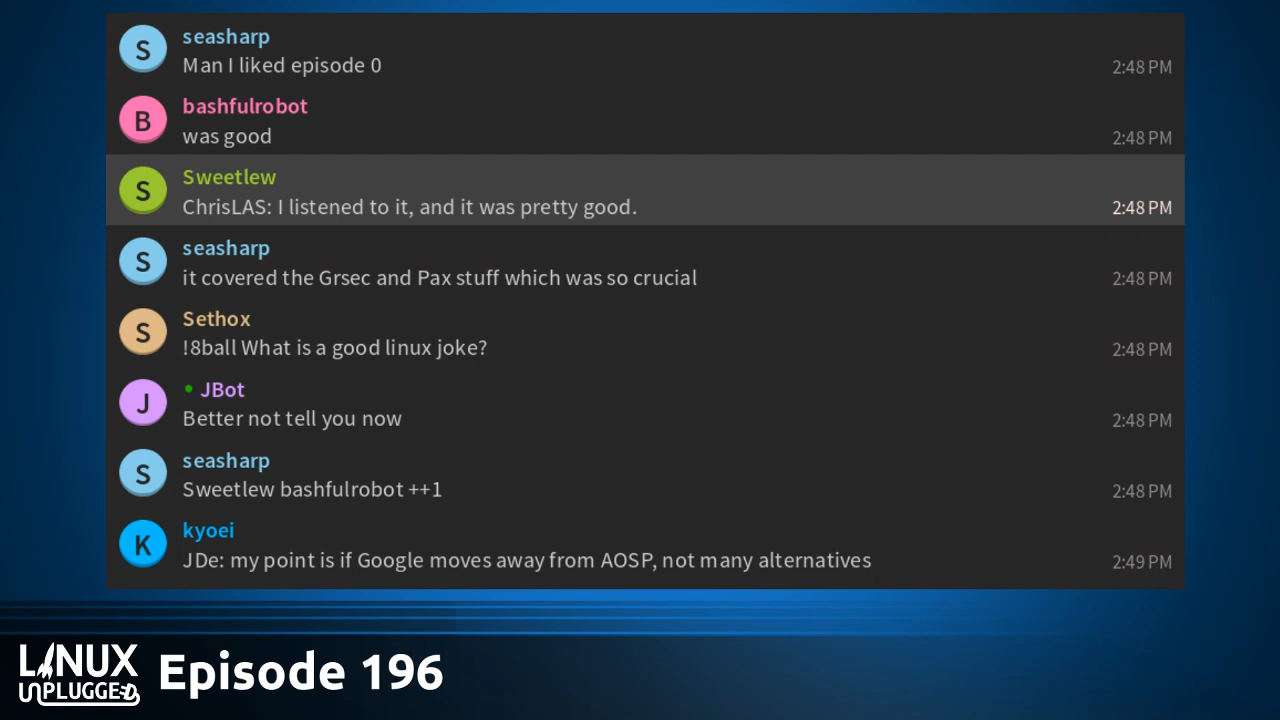 S
seasharp
Man I liked episode 0
2:48 PM
B
bashfulrobot
was good
2:48 PM
S
Sweetlew
ChrisLAS: I listened to it, and it was pretty good.
2:48 PM
S
seasharp
it covered the Grsec and Pax stuff which was so crucial
2:48 PM
S
Sethox
!8ball What is a good linux joke?
2:48 PM
J
JBot
Better not tell you now
2:48 PM
S
seasharp
Sweetlew bashfulrobot ++1
2:48 PM
K
kyoei
JDe: my point is if Google moves away from AOSP, not many alternatives
2:49 PM
LINUX
UNPLUGGED
Episode 196